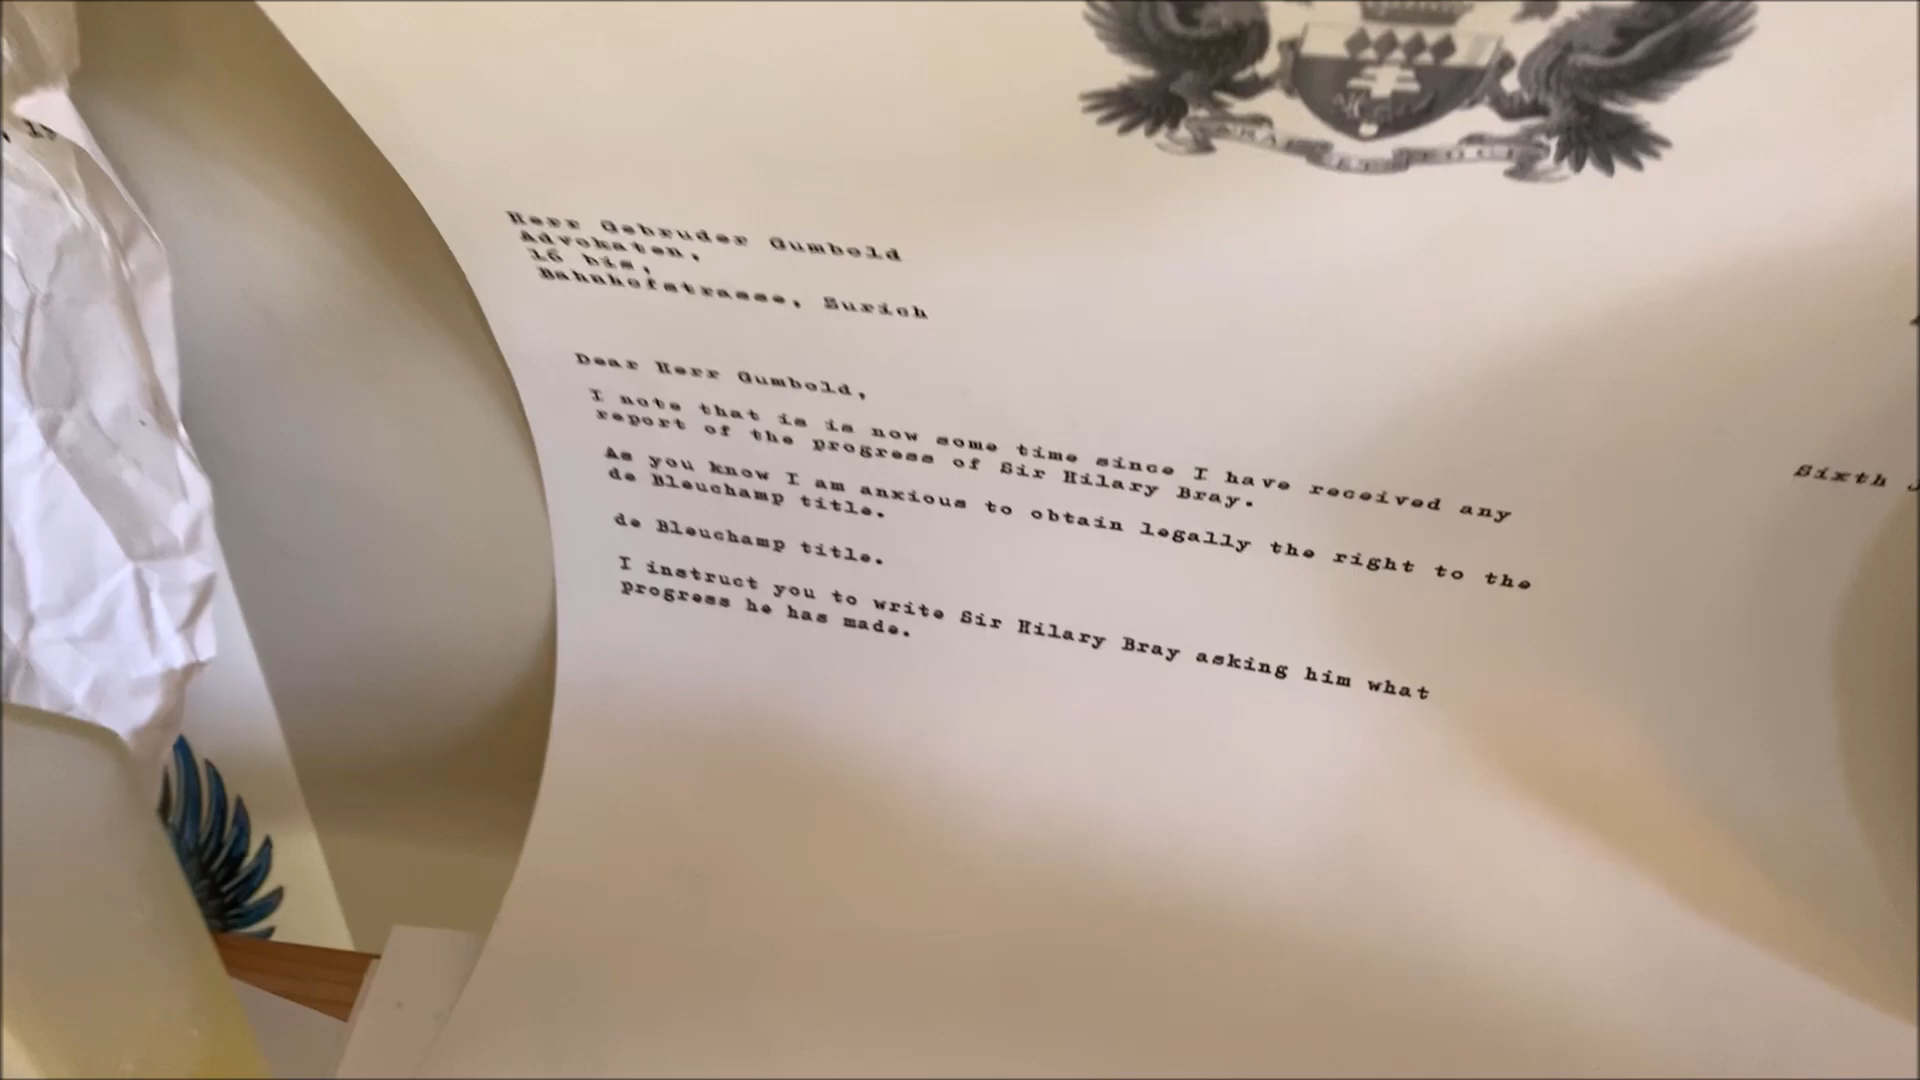 Herr Gebruder Gumbold
Advokaten,
16 bis,
Bahnhofstrasse, Surich
Sixth
Dear Herr Gumbold,
I note that is is now some time since I have received any
report of the progress of Sir Hilary Bray.
As you know I am anxious to obtain legally the right to the
de Bleuchamp title.
de Bleuchamp title.
I instruct you to write Sir Hilary Bray asking him what
progress he has made.